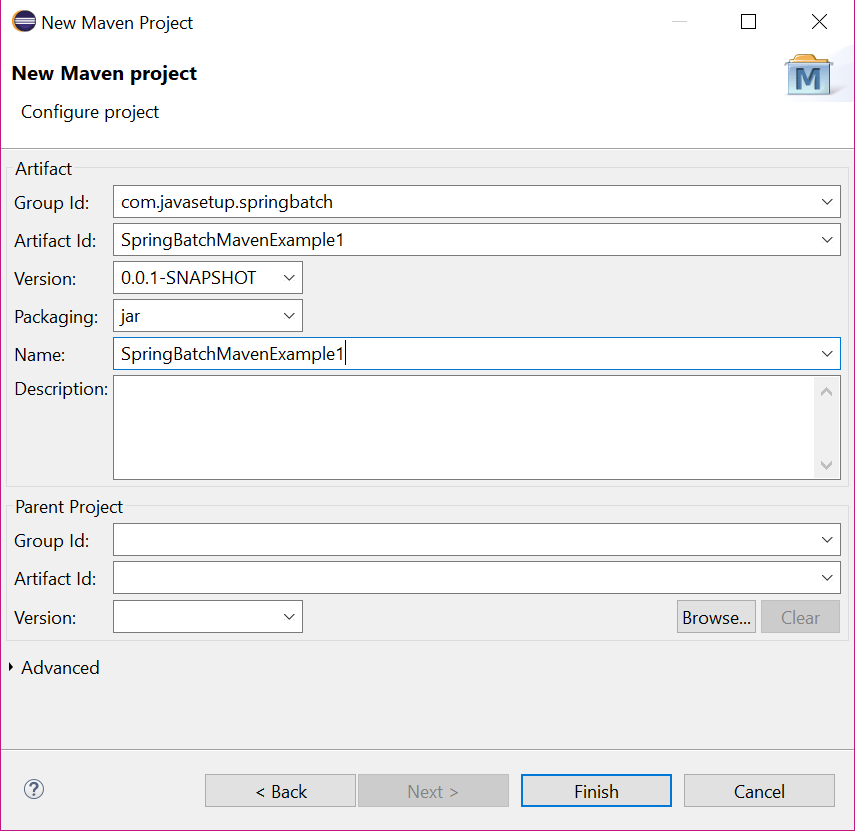 New Maven Project
New Maven project
M
Configure project
Artifact
Group Id: com.javasetup.springbatch
Artifact Id: SpringBatchMavenExample1
Version: 0.0.1-SNAPSHOT
Packaging: jar
Name: SpringBatchMavenExample1
Description:
Parent Project
Group Id:
Artifact Id:
Version: Browse... Clear
Advanced
? < Back Next > Finish Cancel